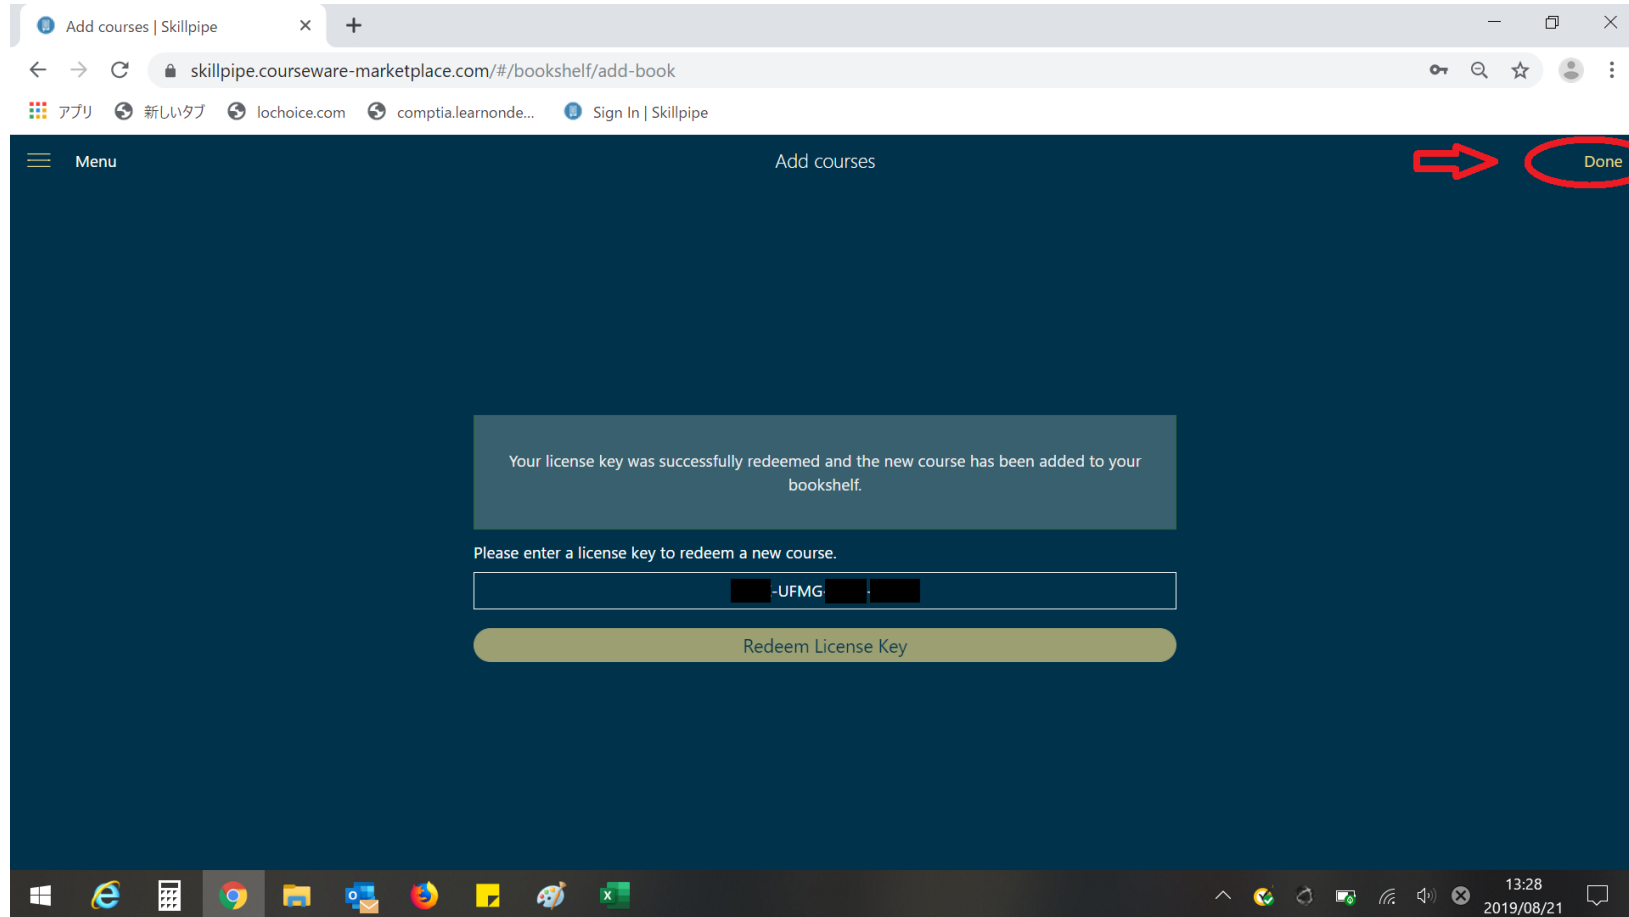 Add courses | Skillpipe
skillpipe.courseware-marketplace.com/#/bookshelf/add-book
アプリ 新しいタブ lochoice.com comptia.learnonde... Sign In | Skillpipe
Menu Add courses Done
Your license key was successfully redeemed and the new course has been added to your
bookshelf.
Please enter a license key to redeem a new course.
-UFMG- -
Redeem License Key
13:28
2019/08/21